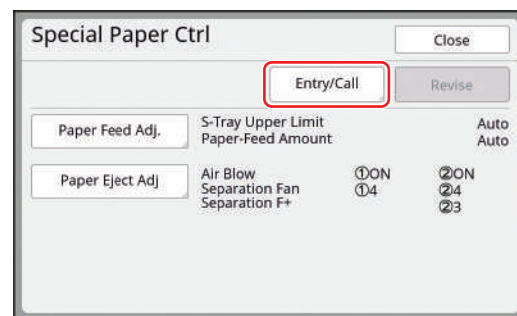 Special Paper Ctrl
Close
Entry/Call
Revise
Paper Feed Adj.
S-Tray Upper Limit Auto
Paper-Feed Amount Auto
Paper Eject Adj
Air Blow ①ON ②ON
Separation Fan ①4 ②4
Separation F+ ②3